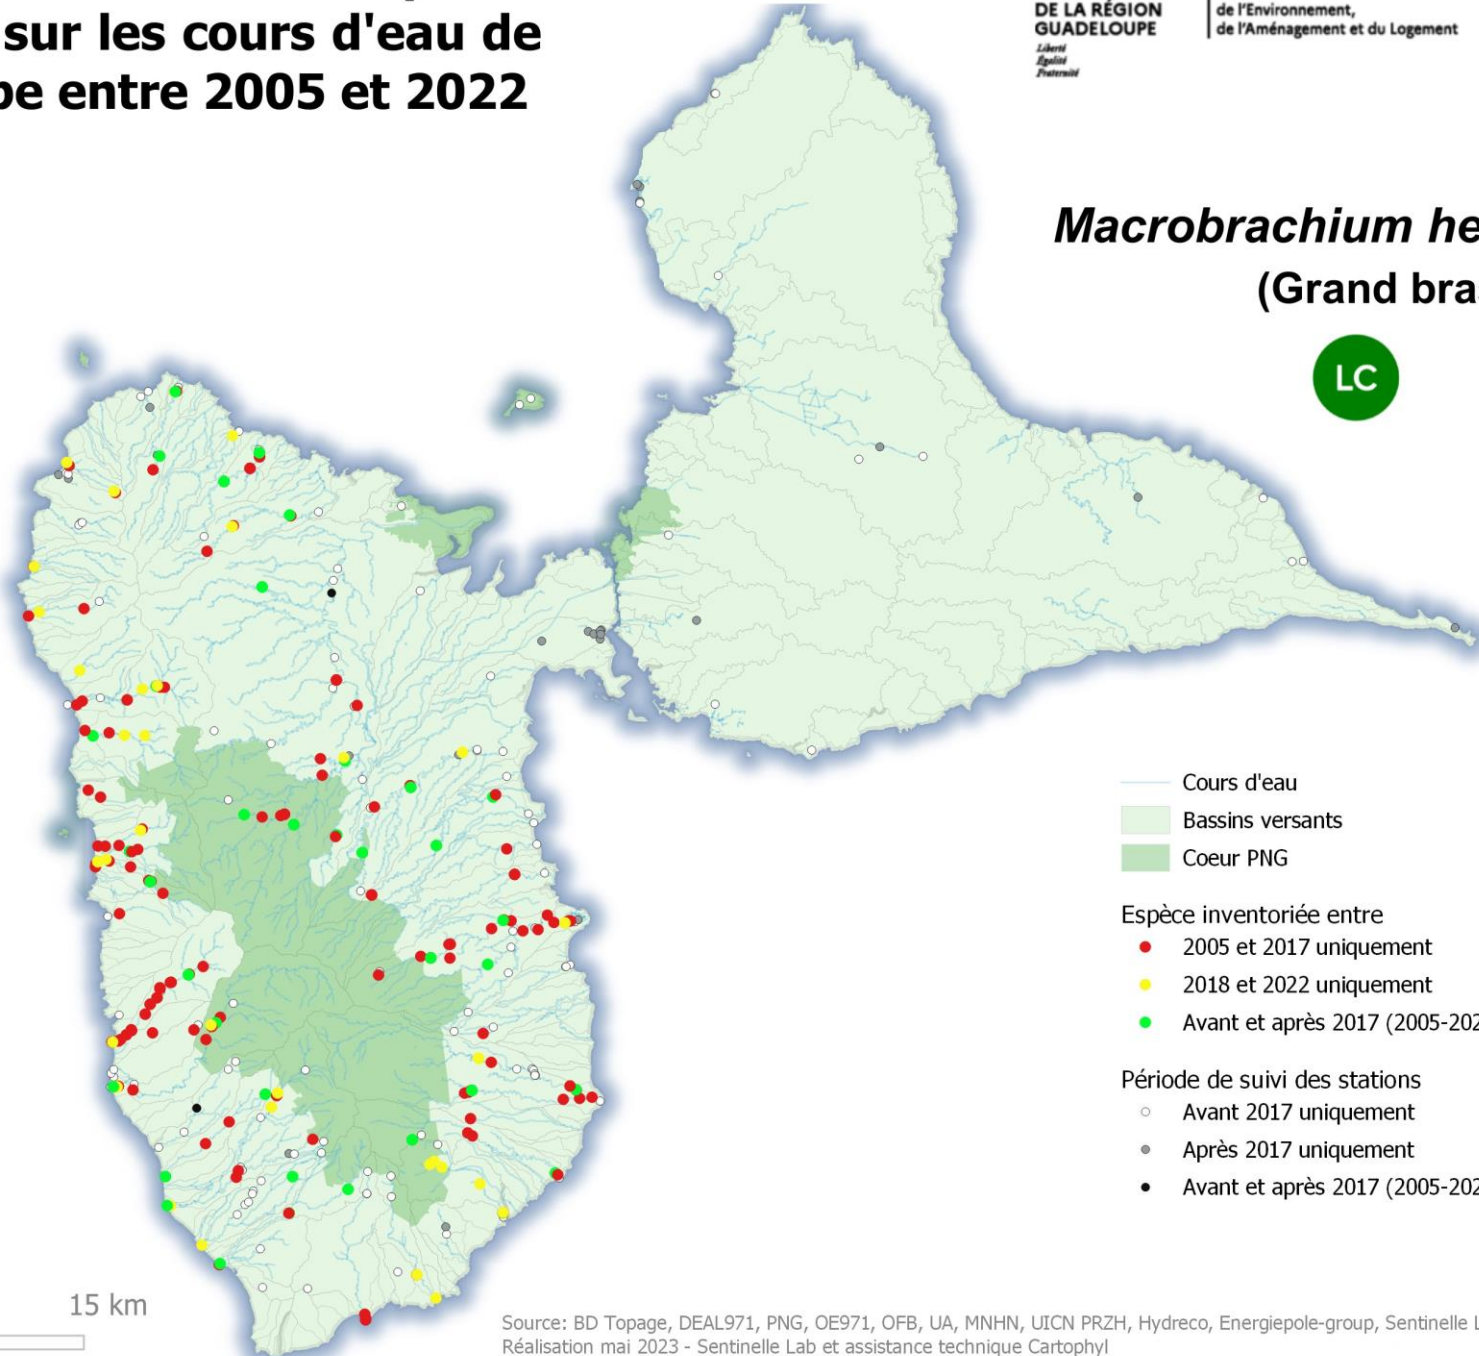 sur les cours d'eau de
entre 2005 et 2022
DE LA RÉGION
GUADELOUPE
Liberté
Égalité
Fraternité
de l'Environnement,
de l'Aménagement et du Logement
Macrobrachium he
(Grand bra
LC
Cours d'eau
Bassins versants
Coeur PNG
Espèce inventoriée entre
2005 et 2017 uniquement
2018 et 2022 uniquement
Avant et après 2017 (2005-202
Période de suivi des stations
Avant 2017 uniquement
Après 2017 uniquement
Avant et après 2017 (2005-202
15 km
Source: BD Topage, DEAL971, PNG, OE971, OFB, UA, MNHN, UICN PRZH, Hydreco, Energiepole-group, Sentinelle L
Réalisation mai 2023 - Sentinelle Lab et assistance technique Cartophyl